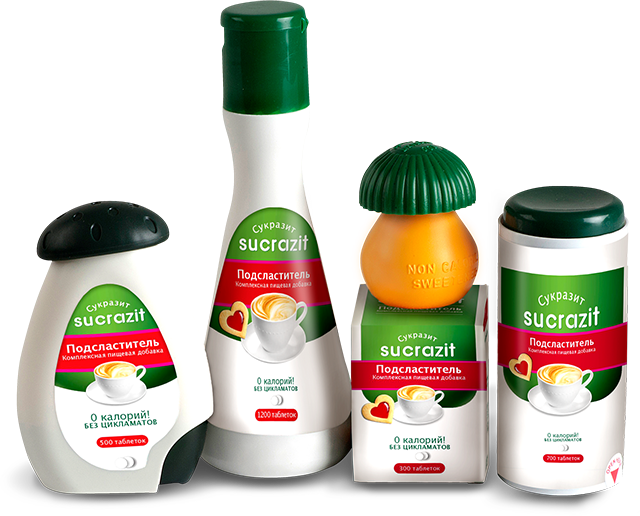 Сукразит
sucrazit
Подсластитель
Комплексная пищевая добавка
0 калорий!
БЕЗ ЦИКЛАМАТОВ
500 таблеток
Сукразит
sucrazit
Подсластитель
Комплексная пищевая добавка
0 калорий!
БЕЗ ЦИКЛАМАТОВ
1200 таблеток
NON CA
SWEE
Подсластитель
Сукразит
sucrazit
Подсластитель
Комплексная пищевая добавка
0 калорий!
БЕЗ ЦИКЛАМАТОВ
300 таблеток
Сукразит
sucrazit
Подсластитель
Комплексная пищевая добавка
0 калорий!
БЕЗ ЦИКЛАМАТОВ
700 таблеток